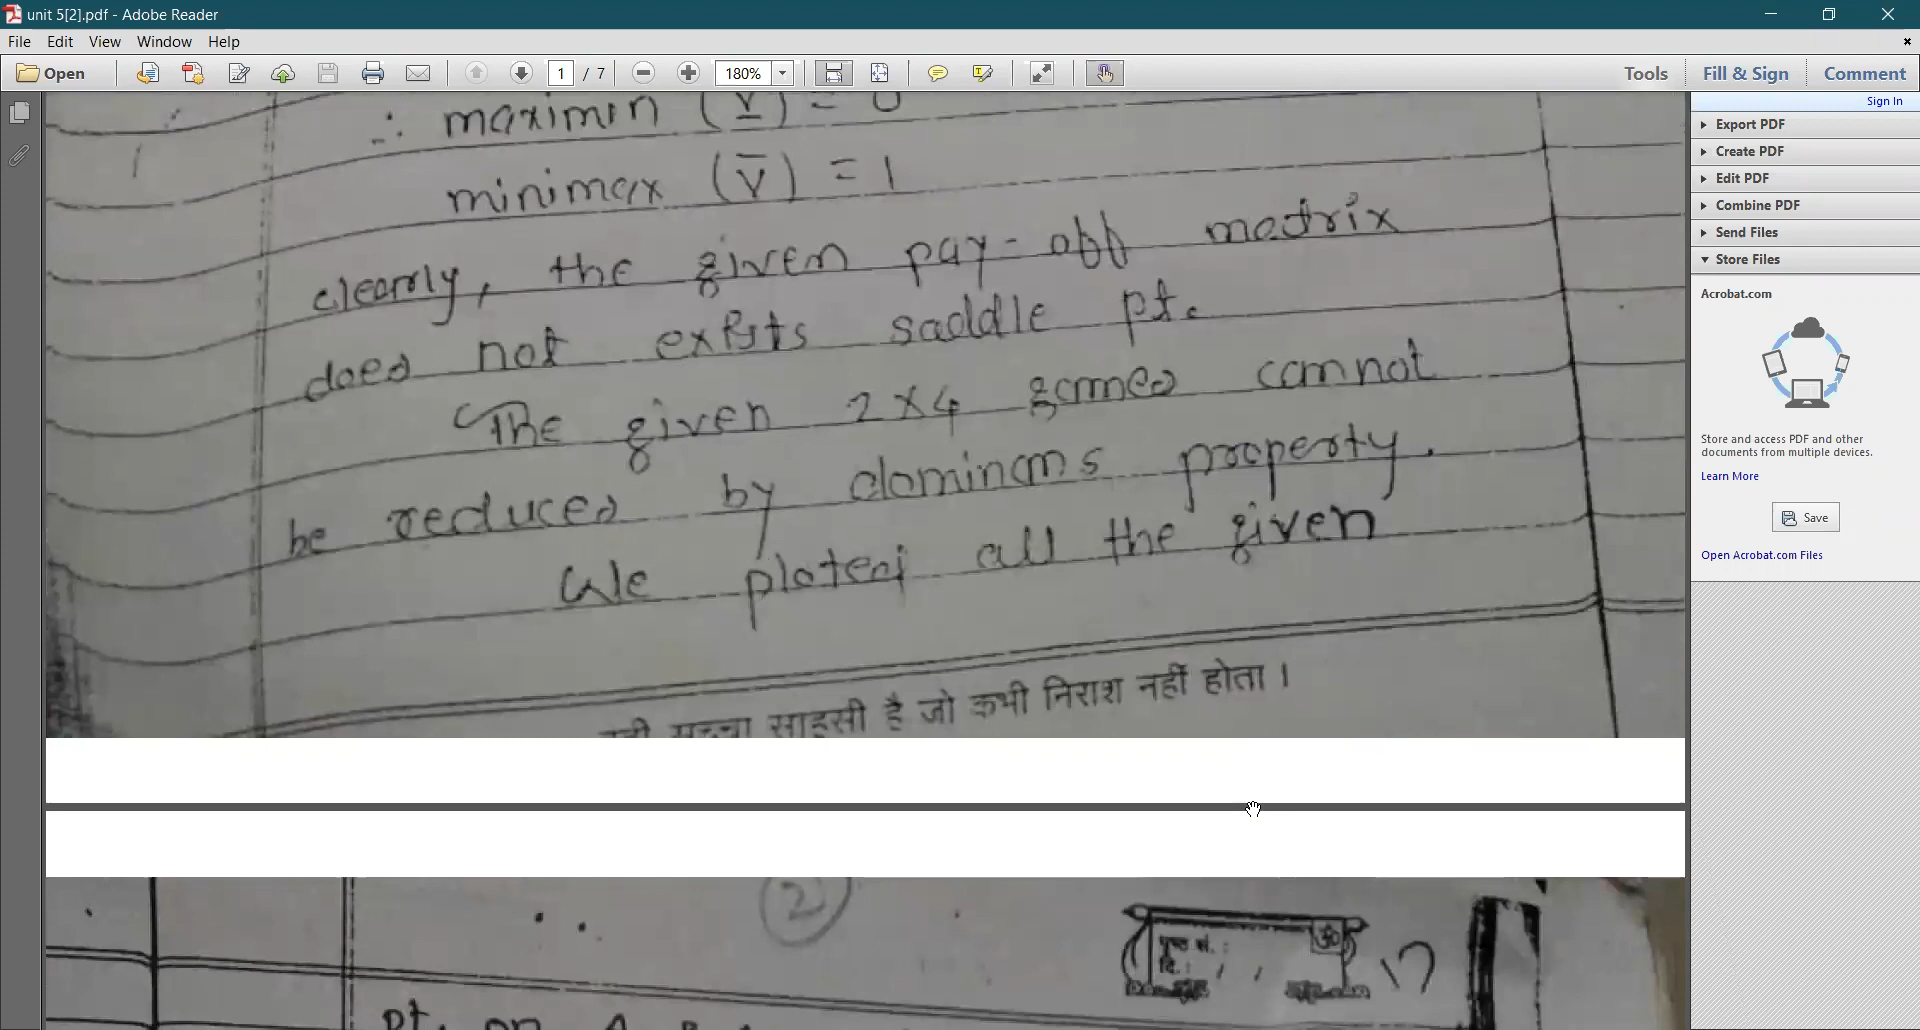 unit 5[2].pdf - Adobe Reader
File Edit View Window Help
Open 1 / 7 180% Tools Fill & Sign Comment
Sign In
Export PDF
Create PDF
Edit PDF
Combine PDF
Send Files
Store Files
Acrobat.com
Store and access PDF and other
documents from multiple devices.
Learn More
Save
Open Acrobat.com Files
∴ maximin (V) = 0
minimax (V̅) = 1
clearly, the given pay-off matrix
does not exists saddle pt.
The given 2×4 games cannot
be reduces by dominans property.
We ploted all the given
सच्चा साहसी है जो कभी निराश नहीं होता ।
2
पृष्ठ सं. :
दि. : / /
pt. on